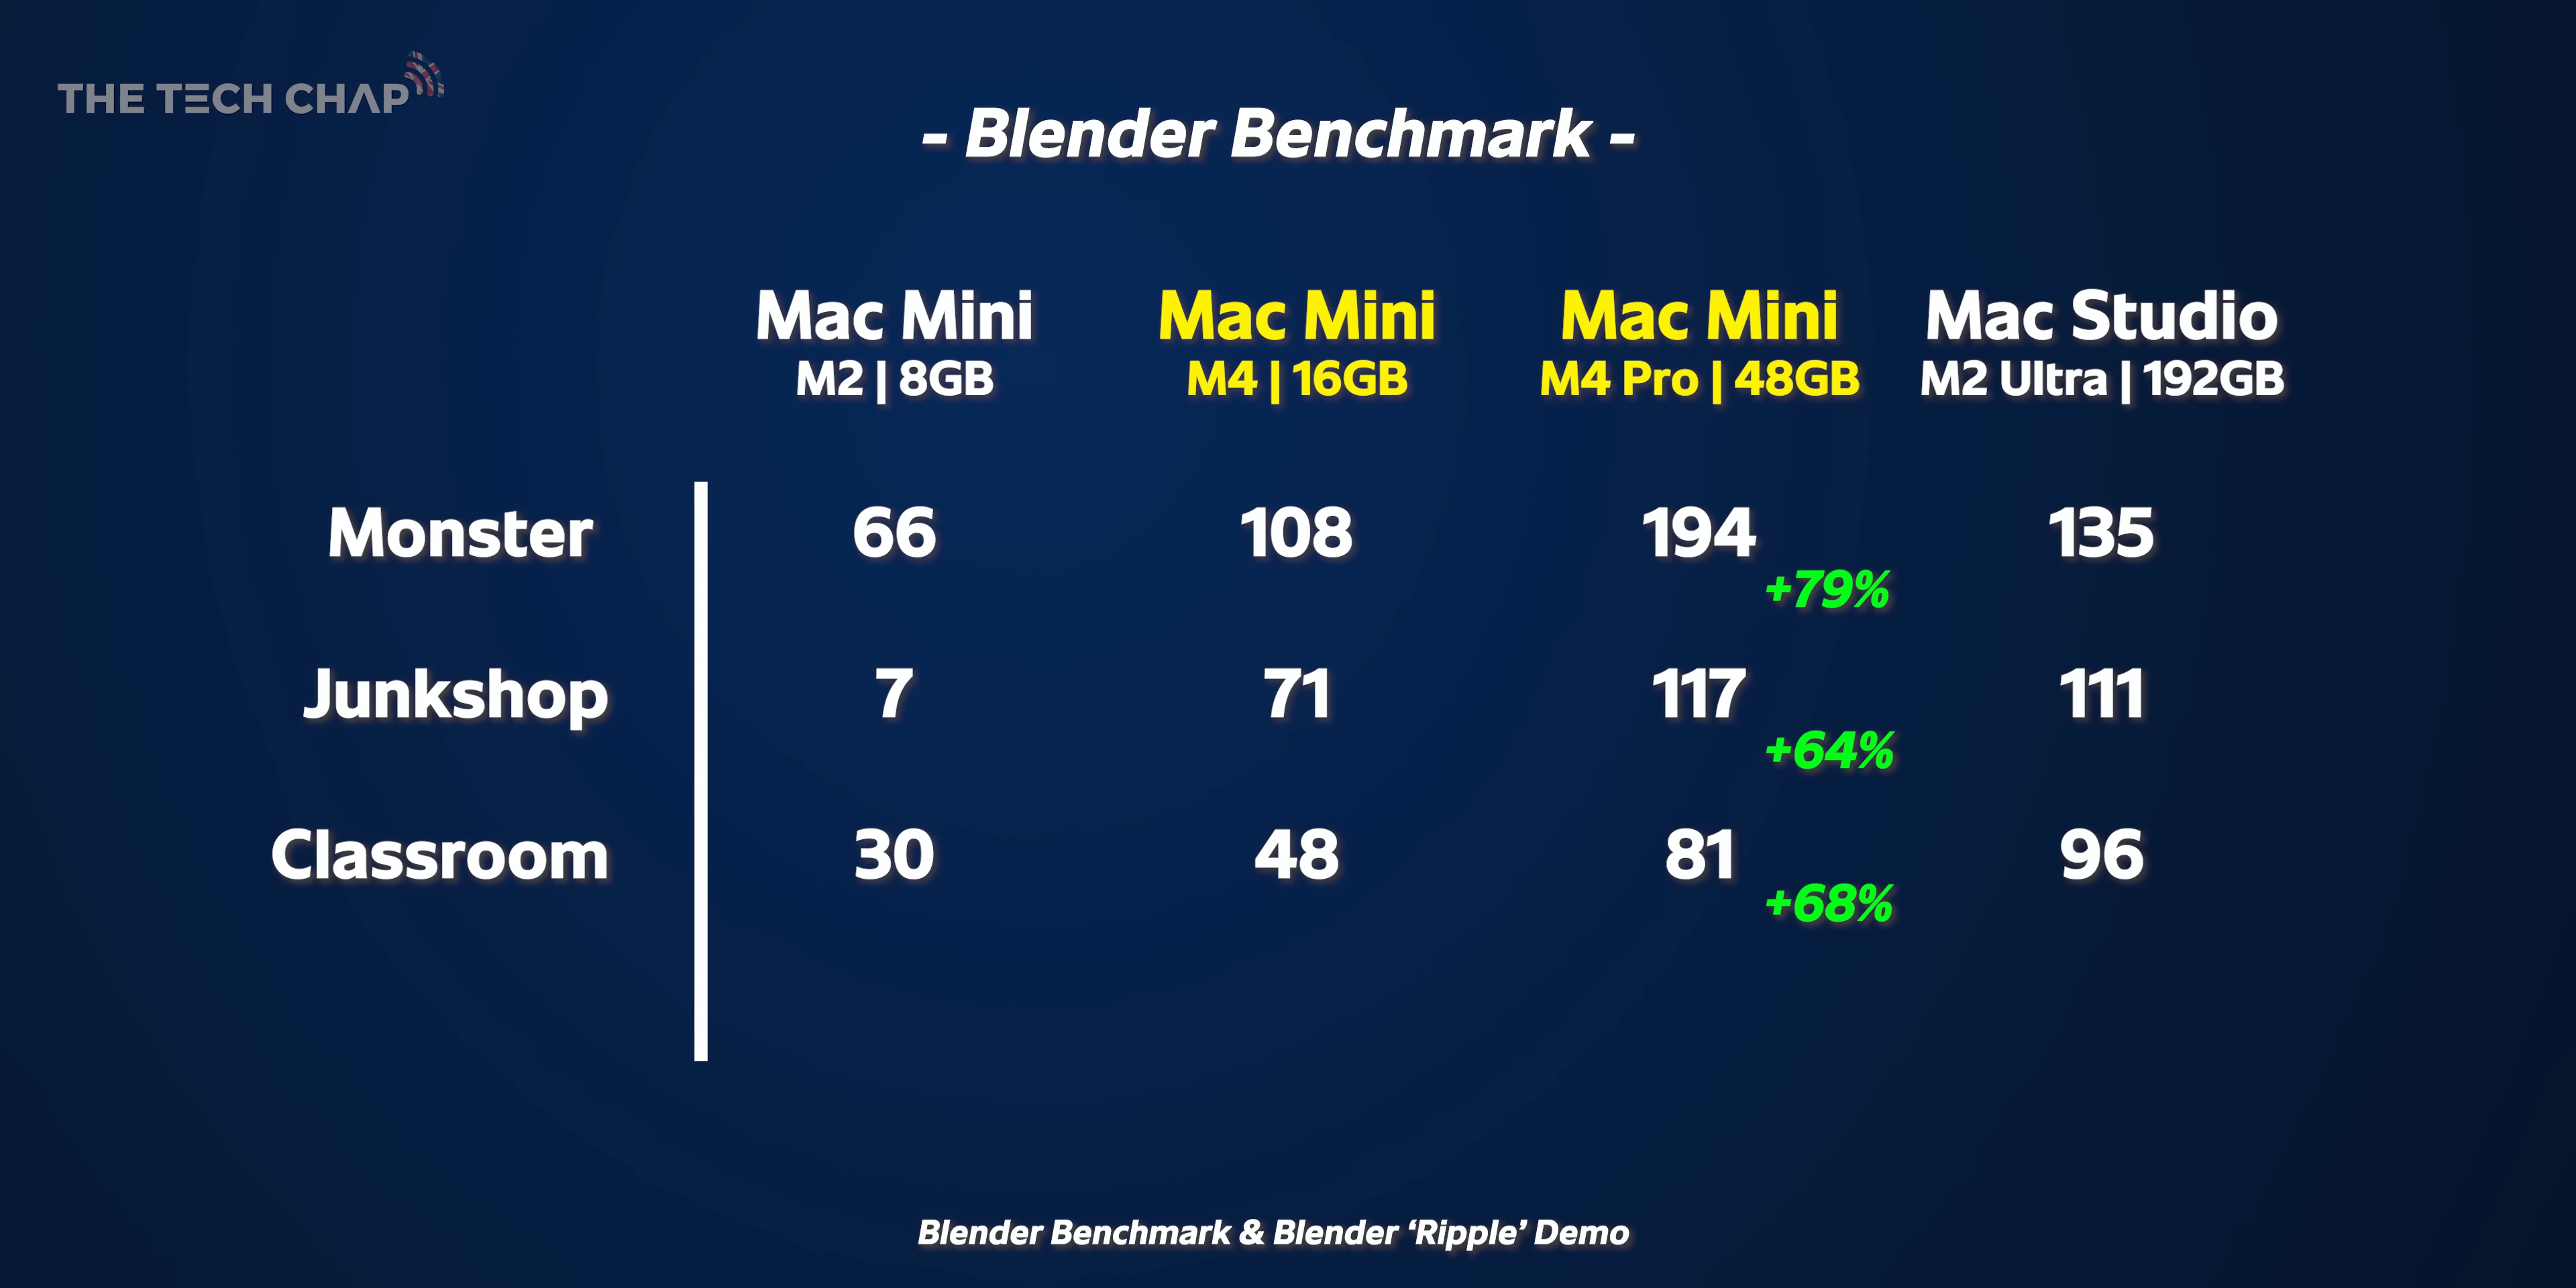 THE TECH CHAP
- Blender Benchmark -
Mac Mini Mac Mini Mac Mini Mac Studio
M2 | 8GB M4 | 16GB M4 Pro | 48GB M2 Ultra | 192GB
Monster 66 108 194 135
+79%
Junkshop 7 71 117 111
+64%
Classroom 30 48 81 96
+68%
Blender Benchmark & Blender ‘Ripple’ Demo